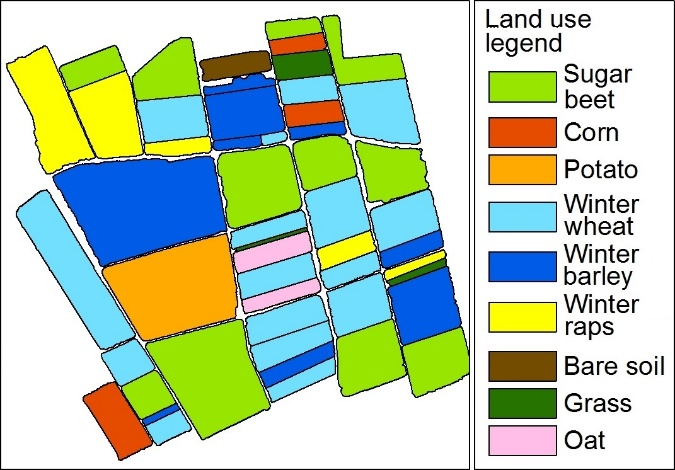 Land use
legend
Sugar
beet
Corn
Potato
Winter
wheat
Winter
barley
Winter
raps
Bare soil
Grass
Oat